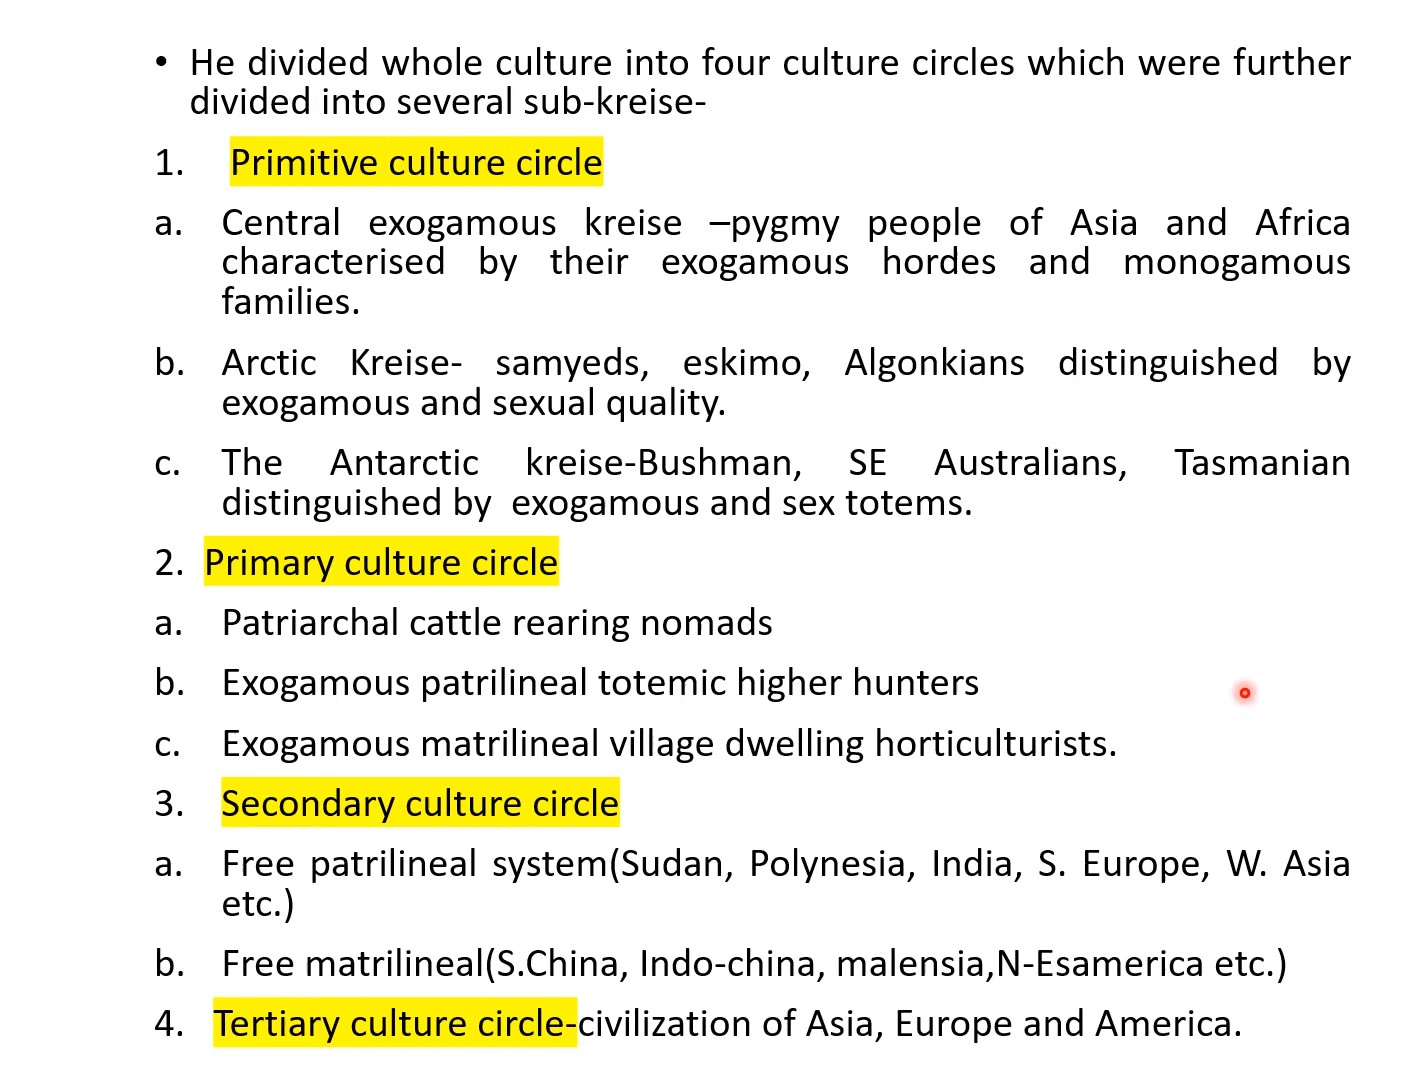 • He divided whole culture into four culture circles which were further
divided into several sub-kreise-
1. Primitive culture circle
a. Central exogamous kreise –pygmy people of Asia and Africa
characterised by their exogamous hordes and monogamous
families.
b. Arctic Kreise- samyeds, eskimo, Algonkians distinguished by
exogamous and sexual quality.
c. The Antarctic kreise-Bushman, SE Australians, Tasmanian
distinguished by exogamous and sex totems.
2. Primary culture circle
a. Patriarchal cattle rearing nomads
b. Exogamous patrilineal totemic higher hunters
c. Exogamous matrilineal village dwelling horticulturists.
3. Secondary culture circle
a. Free patrilineal system(Sudan, Polynesia, India, S. Europe, W. Asia
etc.)
b. Free matrilineal(S.China, Indo-china, malensia,N-Esamerica etc.)
4. Tertiary culture circle-civilization of Asia, Europe and America.